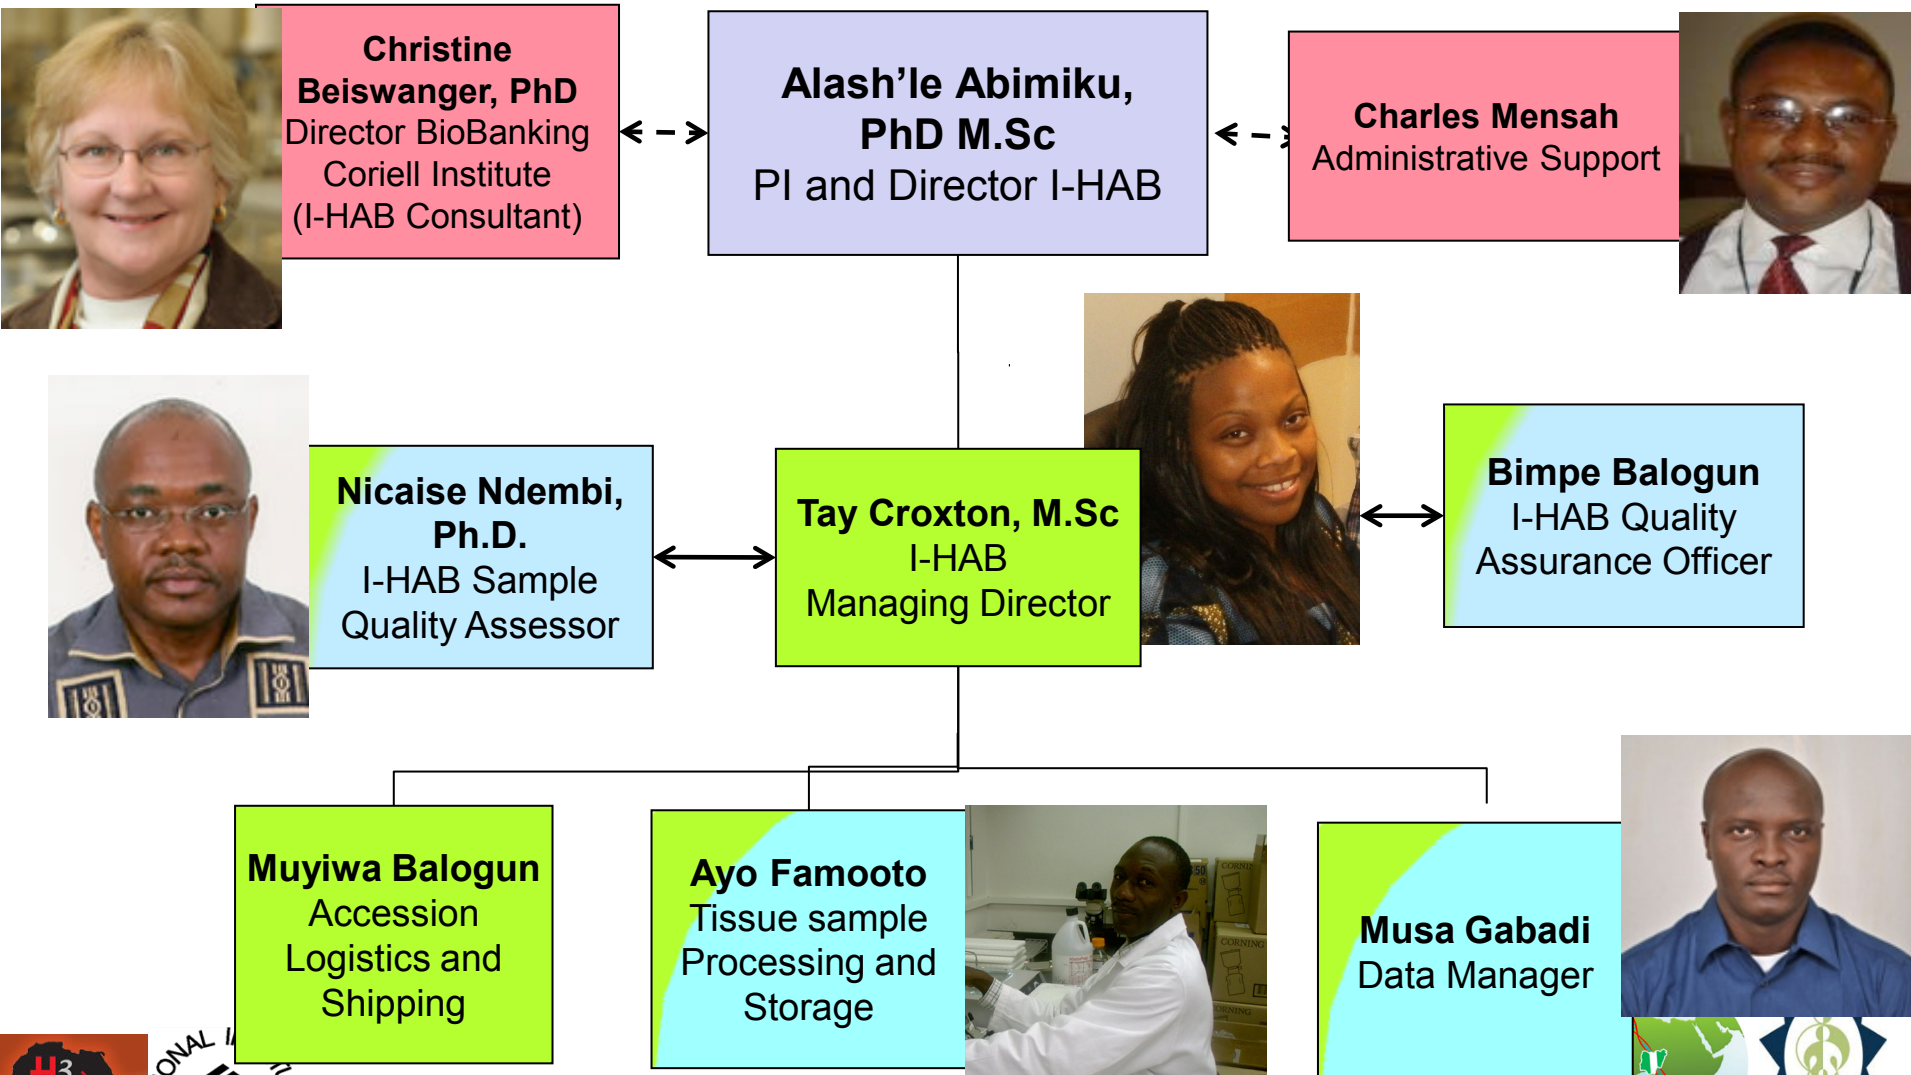 Christine
Beiswanger, PhD
Director BioBanking
Coriell Institute
(I-HAB Consultant)
Alash’le Abimiku,
PhD M.Sc
PI and Director I-HAB
Charles Mensah
Administrative Support
Nicaise Ndembi,
Ph.D.
I-HAB Sample
Quality Assessor
Tay Croxton, M.Sc
I-HAB
Managing Director
Bimpe Balogun
I-HAB Quality
Assurance Officer
Muyiwa Balogun
Accession
Logistics and
Shipping
Ayo Famooto
Tissue sample
Processing and
Storage
CORNING
Musa Gabadi
Data Manager